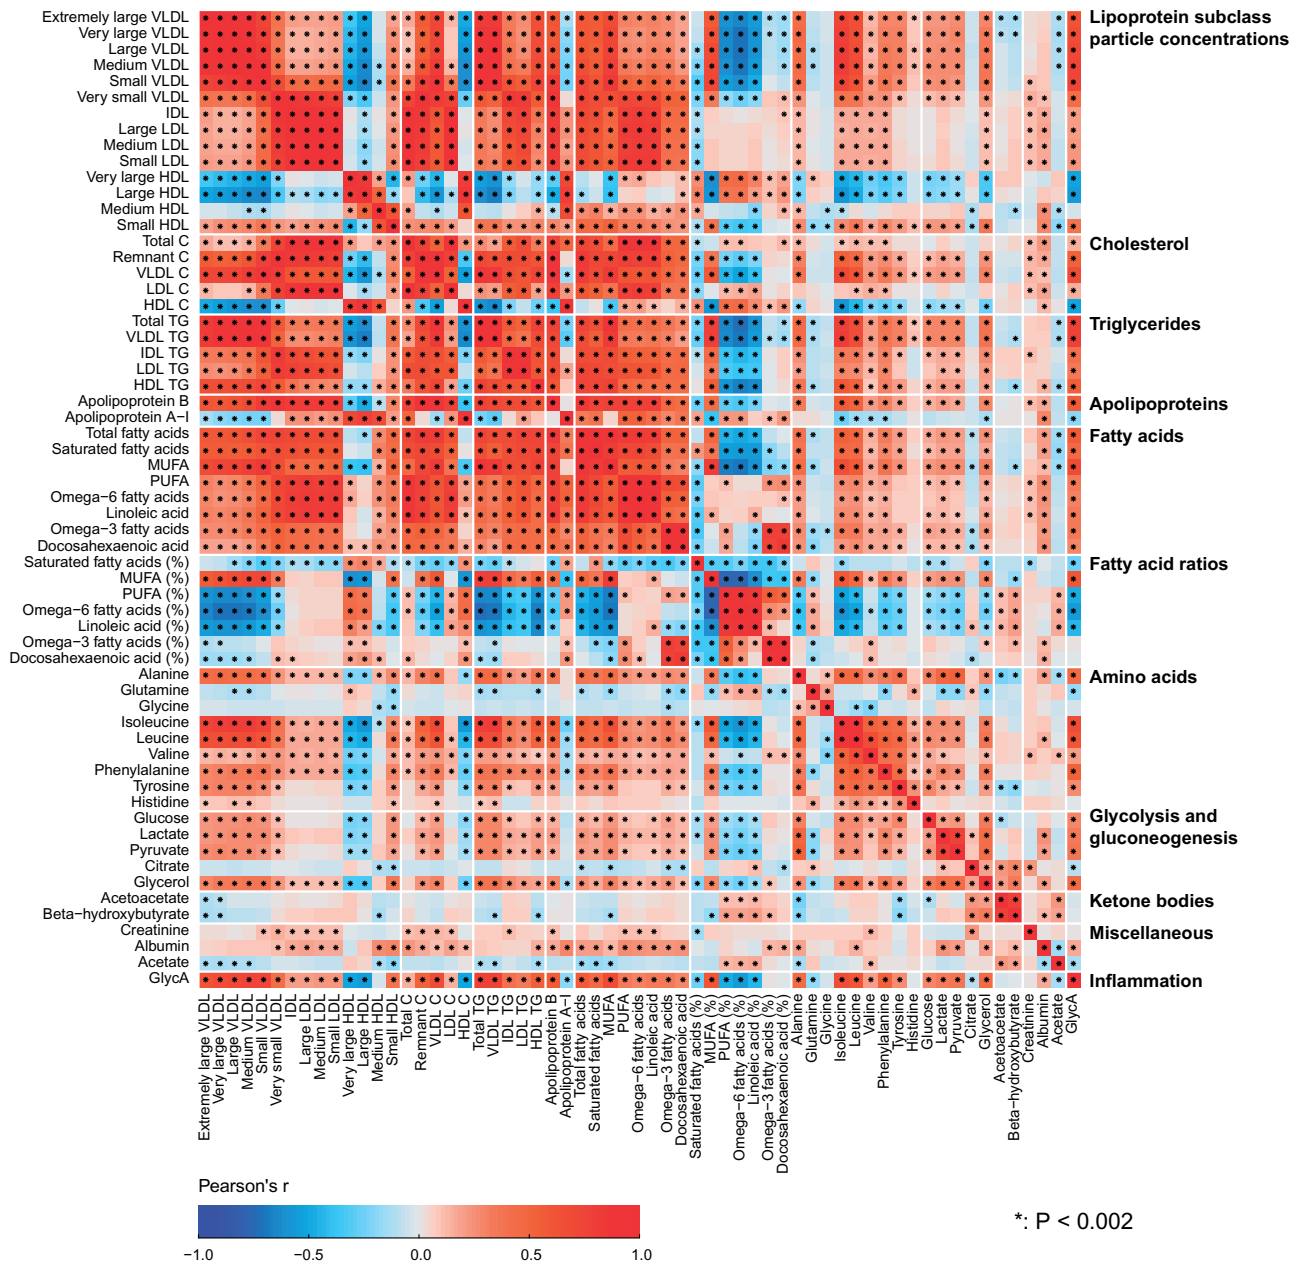 Extremely large VLDL
Very large VLDL
Large VLDL
Medium VLDL
Small VLDL
Very small VLDL
IDL
Large LDL
Medium LDL
Small LDL
Very large HDL
Large HDL
Medium HDL
Small HDL
Total C
Remnant C
VLDL C
LDL C
HDL C
Total TG
VLDL TG
IDL TG
LDL TG
HDL TG
Apolipoprotein B
Apolipoprotein A−I
Total fatty acids
Saturated fatty acids
MUFA
PUFA
Omega−6 fatty acids
Linoleic acid
Omega−3 fatty acids
Docosahexaenoic acid
Saturated fatty acids (%)
MUFA (%)
PUFA (%)
Omega−6 fatty acids (%)
Linoleic acid (%)
Omega−3 fatty acids (%)
Docosahexaenoic acid (%)
Alanine
Glutamine
Glycine
Isoleucine
Leucine
Valine
Phenylalanine
Tyrosine
Histidine
Glucose
Lactate
Pyruvate
Citrate
Glycerol
Acetoacetate
Beta−hydroxybutyrate
Creatinine
Albumin
Acetate
GlycA
Lipoprotein subclass
particle concentrations
Cholesterol
Triglycerides
Apolipoproteins
Fatty acids
Fatty acid ratios
Amino acids
Glycolysis and
gluconeogenesis
Ketone bodies
Miscellaneous
Inflammation
Extremely large VLDL
Very large VLDL
Large VLDL
Medium VLDL
Small VLDL
Very small VLDL
IDL
Large LDL
Medium LDL
Small LDL
Very large HDL
Large HDL
Medium HDL
Small HDL
Total C
Remnant C
VLDL C
LDL C
HDL C
Total TG
VLDL TG
IDL TG
LDL TG
HDL TG
Apolipoprotein B
Apolipoprotein A−I
Total fatty acids
Saturated fatty acids
MUFA
PUFA
Omega−6 fatty acids
Linoleic acid
Omega−3 fatty acids
Docosahexaenoic acid
Saturated fatty acids (%)
MUFA (%)
PUFA (%)
Omega−6 fatty acids (%)
Linoleic acid (%)
Omega−3 fatty acids (%)
Docosahexaenoic acid (%)
Alanine
Glutamine
Glycine
Isoleucine
Leucine
Valine
Phenylalanine
Tyrosine
Histidine
Glucose
Lactate
Pyruvate
Citrate
Glycerol
Acetoacetate
Beta−hydroxybutyrate
Creatinine
Albumin
Acetate
GlycA
Pearson's r
−1.0
−0.5
0.0
0.5
1.0
*: P < 0.002